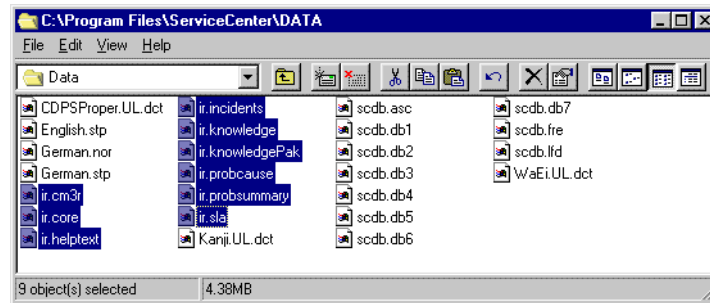 C:\Program Files\ServiceCenter\DATA
File Edit View Help
Data
CDPSProper.UL.dct
English.stp
German.nor
German.stp
ir.cm3r
ir.core
ir.helptext
ir.incidents
ir.knowledge
ir.knowledgePak
ir.probcause
ir.probsummary
ir.sla
Kanji.UL.dct
scdb.asc
scdb.db1
scdb.db2
scdb.db3
scdb.db4
scdb.db5
scdb.db6
scdb.db7
scdb.fre
scdb.lfd
WaEi.UL.dct
9 object(s) selected 4.38MB